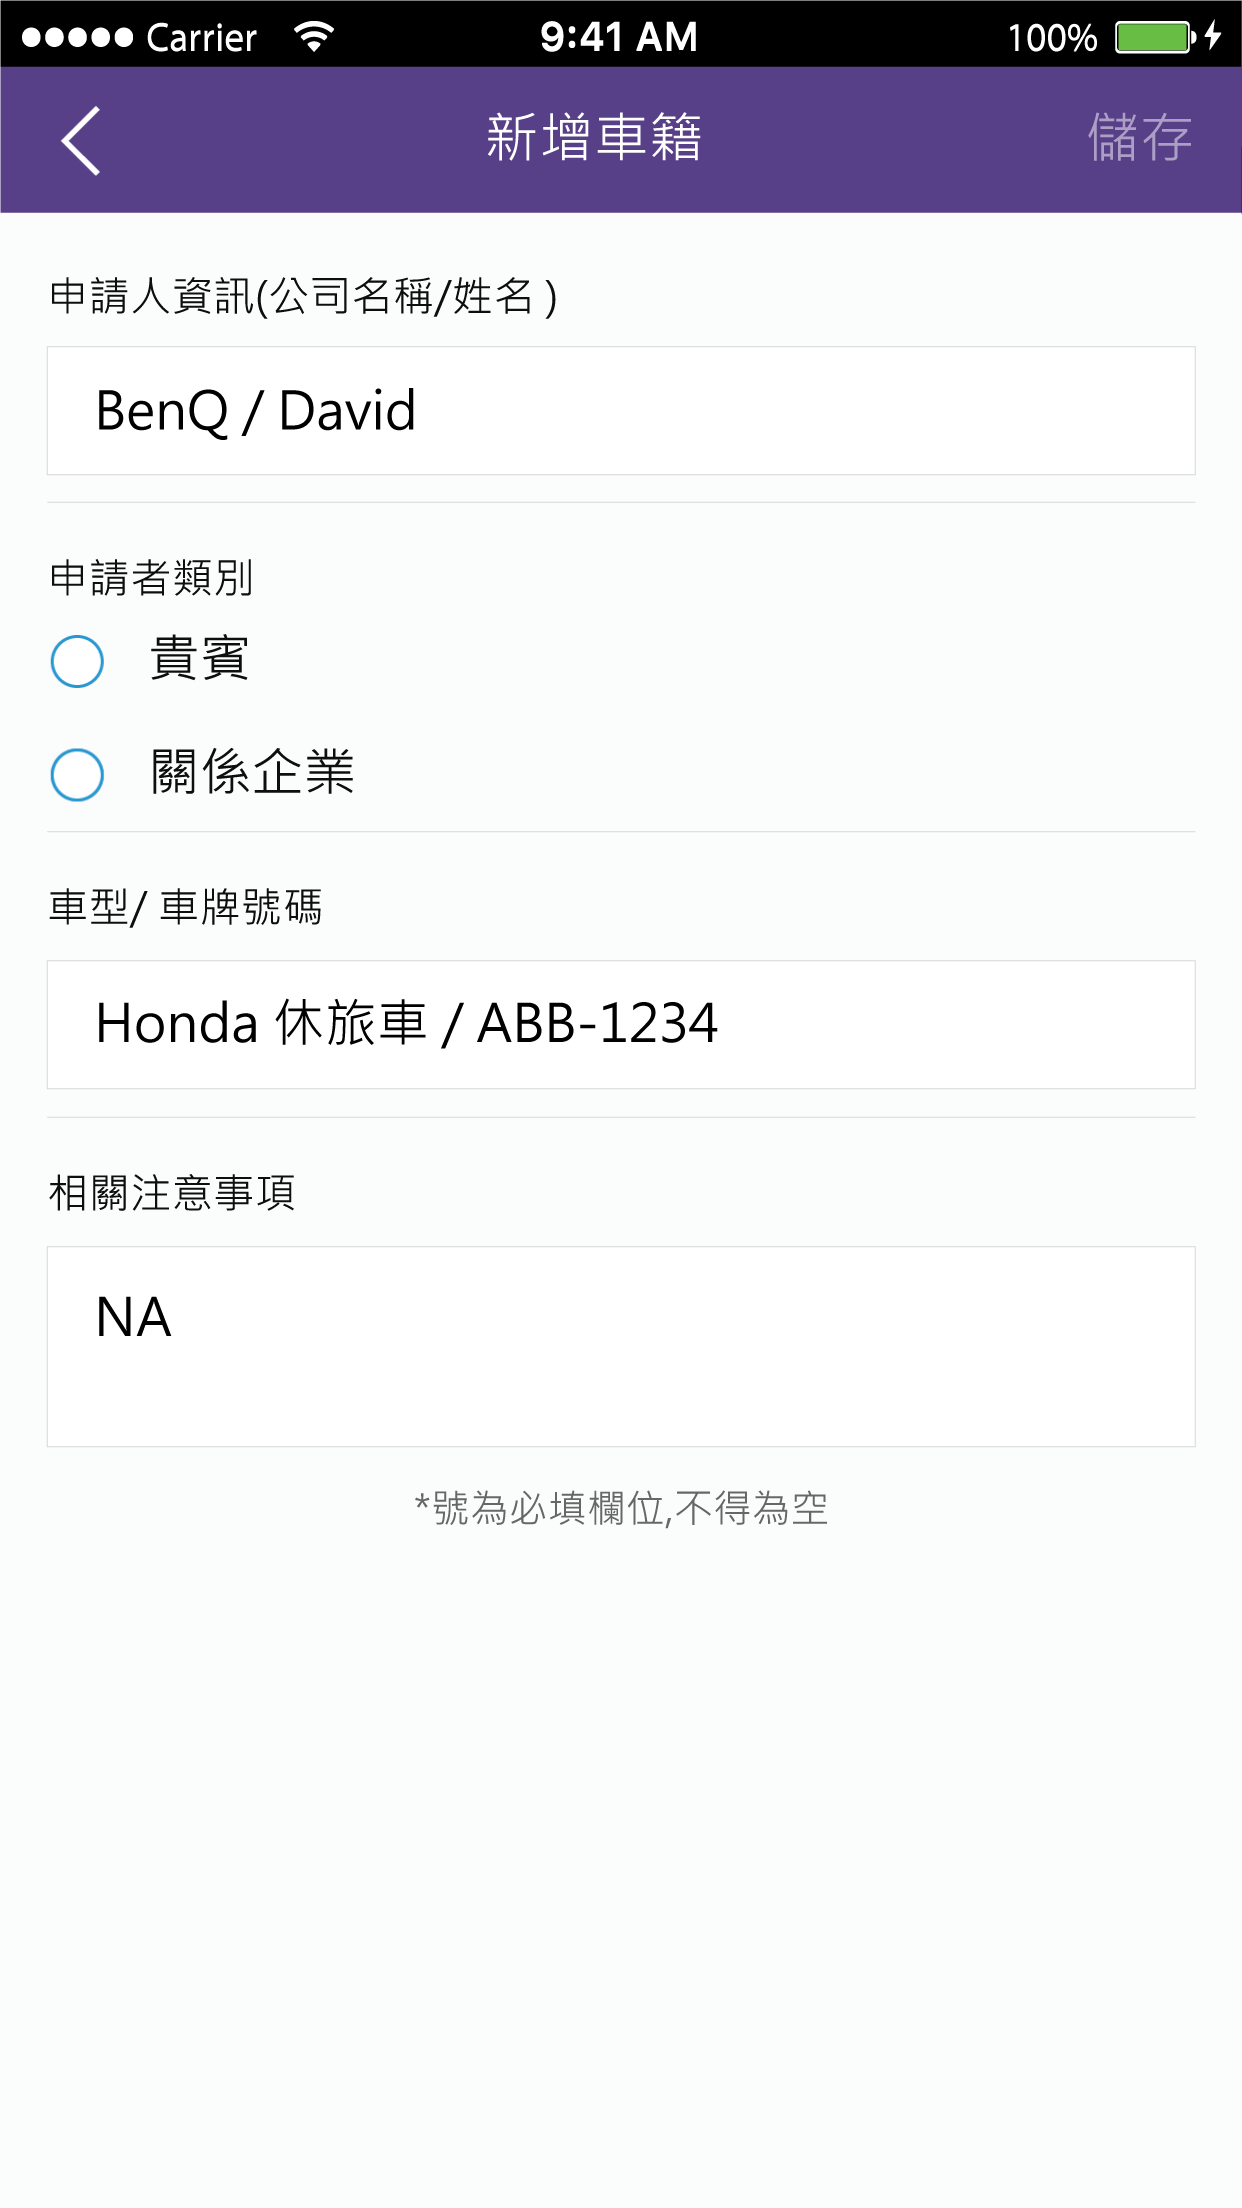 Carrier 9:41 AM 100%
新增車籍 儲存
申請人資訊(公司名稱/姓名 )
BenQ / David
申請者類別
貴賓
關係企業
車型/ 車牌號碼
Honda 休旅車 / ABB-1234
相關注意事項
NA
*號為必填欄位,不得為空